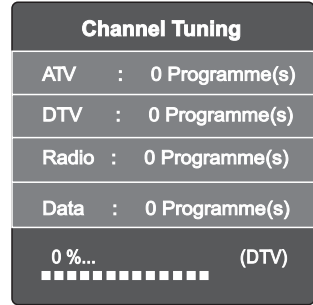 Channel Tuning
ATV : 0 Programme(s)
DTV : 0 Programme(s)
Radio : 0 Programme(s)
Data : 0 Programme(s)
0 %... (DTV)